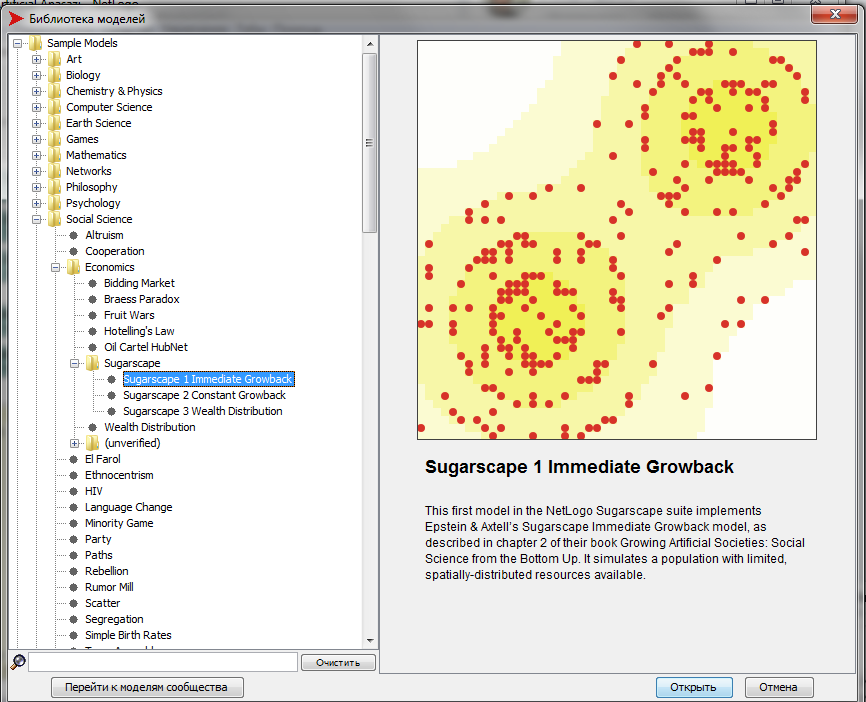 Библиотека моделей
Sample Models
Art
Biology
Chemistry & Physics
Computer Science
Earth Science
Games
Mathematics
Networks
Philosophy
Psychology
Social Science
Altruism
Cooperation
Economics
Bidding Market
Braess Paradox
Fruit Wars
Hotelling's Law
Oil Cartel HubNet
Sugarscape
Sugarscape 1 Immediate Growback
Sugarscape 2 Constant Growback
Sugarscape 3 Wealth Distribution
Wealth Distribution
(unverified)
El Farol
Ethnocentrism
HIV
Language Change
Minority Game
Party
Paths
Rebellion
Rumor Mill
Scatter
Segregation
Simple Birth Rates
Очистить
Перейти к моделям сообщества
Sugarscape 1 Immediate Growback
This first model in the NetLogo Sugarscape suite implements
Epstein & Axtell's Sugarscape Immediate Growback model, as
described in chapter 2 of their book Growing Artificial Societies: Social
Science from the Bottom Up. It simulates a population with limited,
spatially-distributed resources available.
Открыть
Отмена